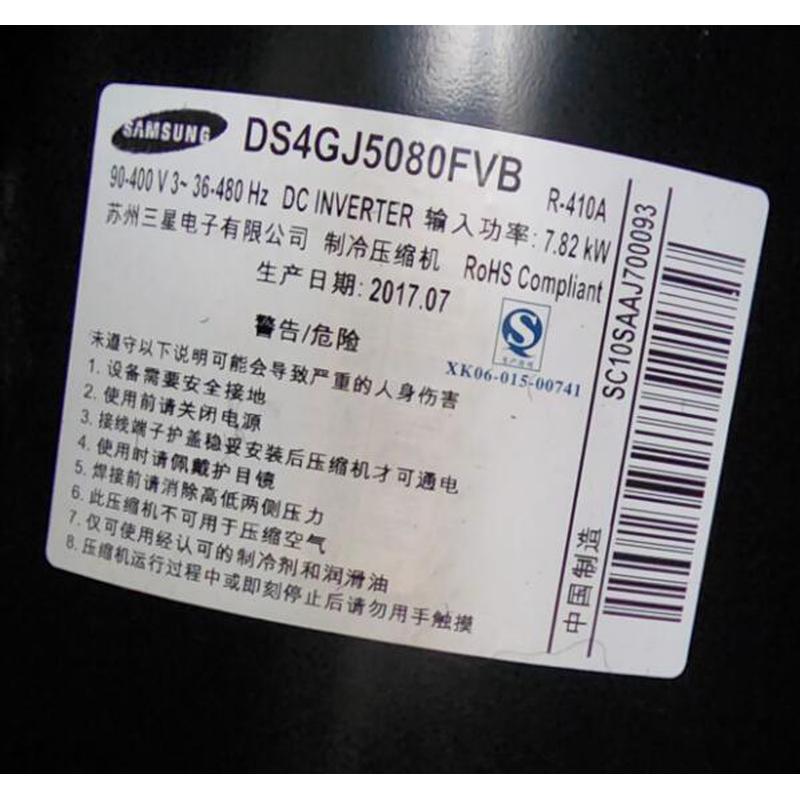 SAMSUNG DS4GJ5080FVB R-410A
90-400 V 3~ 36-480 Hz DC INVERTER 输入功率: 7.82 kW
苏州三星电子有限公司 制冷压缩机 RoHS Compliant
生产日期: 2017.07
警告/危险
XK06-015-00741
未遵守以下说明可能会导致严重的人身伤害
1. 设备需要安全接地
2. 使用前请关闭电源
3. 接线端子护盖稳妥安装后压缩机才可通电
4. 使用时请佩戴护目镜
5. 焊接前请消除高低两侧压力
6. 此压缩机不可用于压缩空气
7. 仅可使用经认可的制冷剂和润滑油
8. 压缩机运行过程中或即刻停止后请勿用手触摸
中国制造
SC10SAAJ700093